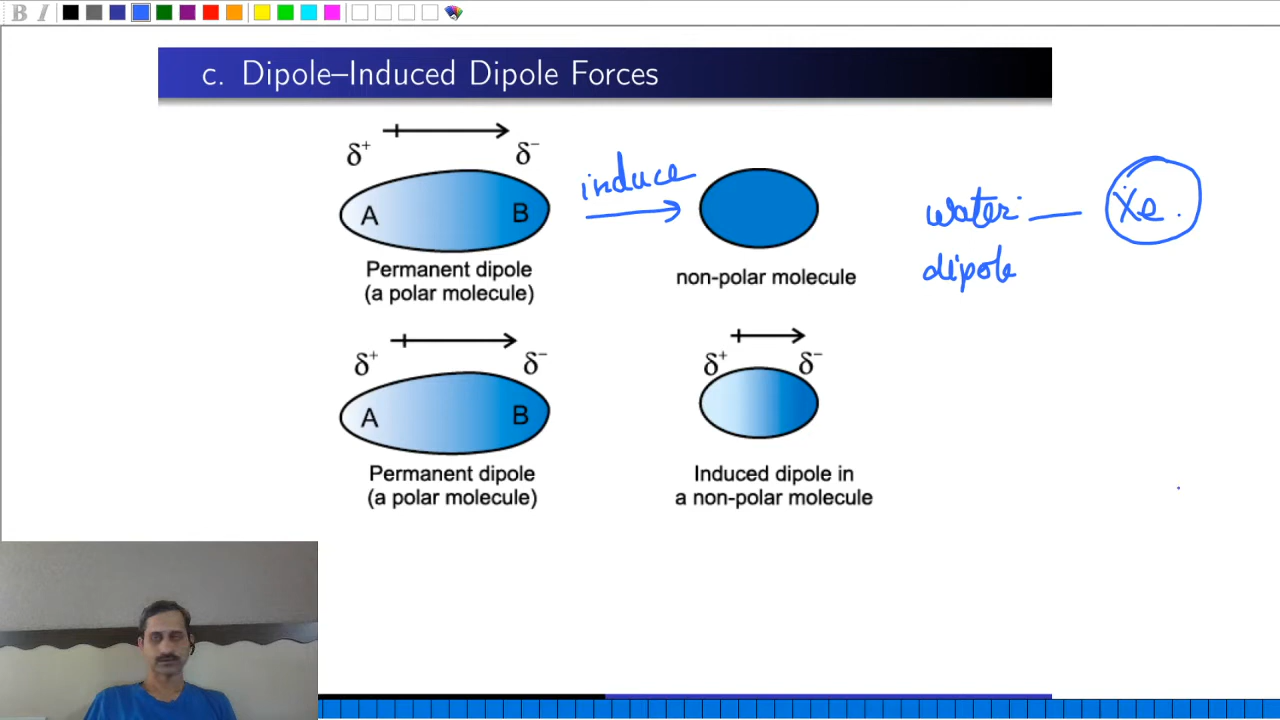 B I
c. Dipole–Induced Dipole Forces
δ+ δ−
A B
induce
Permanent dipole
(a polar molecule)
non-polar molecule
water Xe
dipole
δ+ δ−
A B
Permanent dipole
(a polar molecule)
δ+ δ−
Induced dipole in
a non-polar molecule